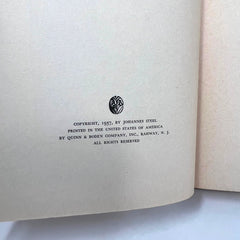 COPYRIGHT, 1937, BY JOHANNES STEEL
PRINTED IN THE UNITED STATES OF AMERICA
BY QUINN & BODEN COMPANY, INC., RAHWAY, N. J.
ALL RIGHTS RESERVED